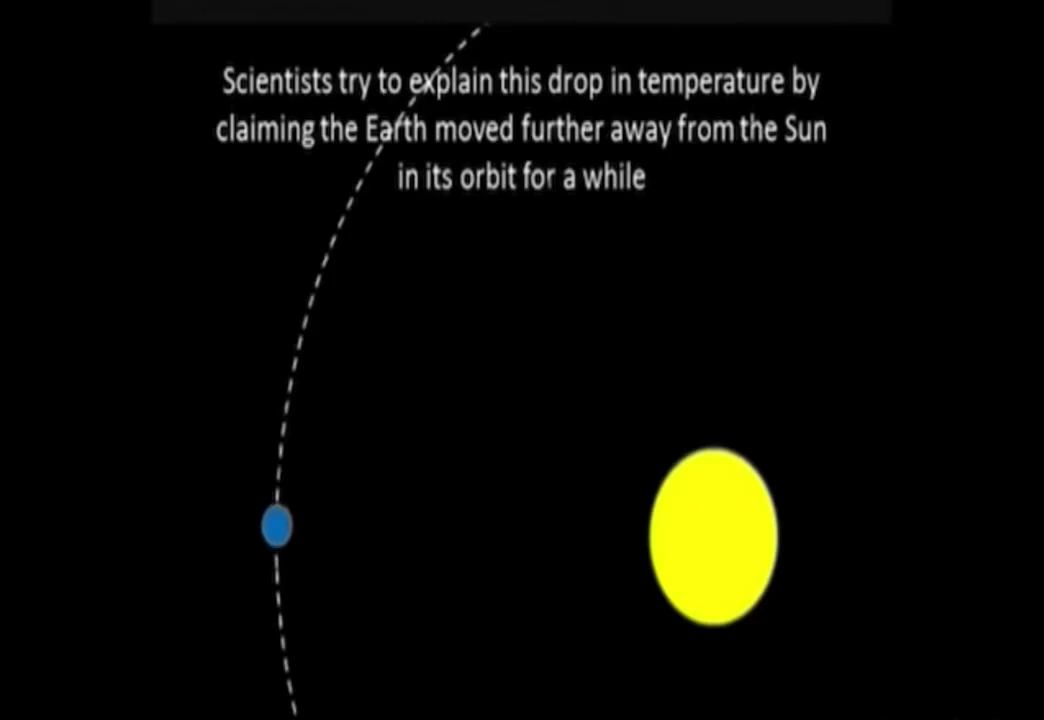 Scientists try to explain this drop in temperature by
claiming the Earth moved further away from the Sun
in its orbit for a while